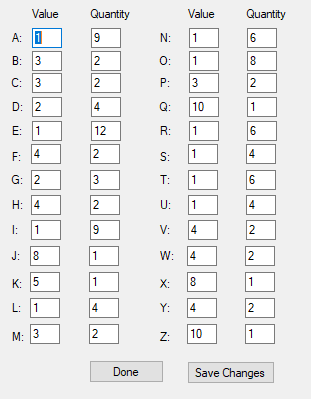 Value Quantity Value Quantity
A: 1 9 N: 1 6
B: 3 2 O: 1 8
C: 3 2 P: 3 2
D: 2 4 Q: 10 1
E: 1 12 R: 1 6
F: 4 2 S: 1 4
G: 2 3 T: 1 6
H: 4 2 U: 1 4
I: 1 9 V: 4 2
J: 8 1 W: 4 2
K: 5 1 X: 8 1
L: 1 4 Y: 4 2
M: 3 2 Z: 10 1
Done Save Changes